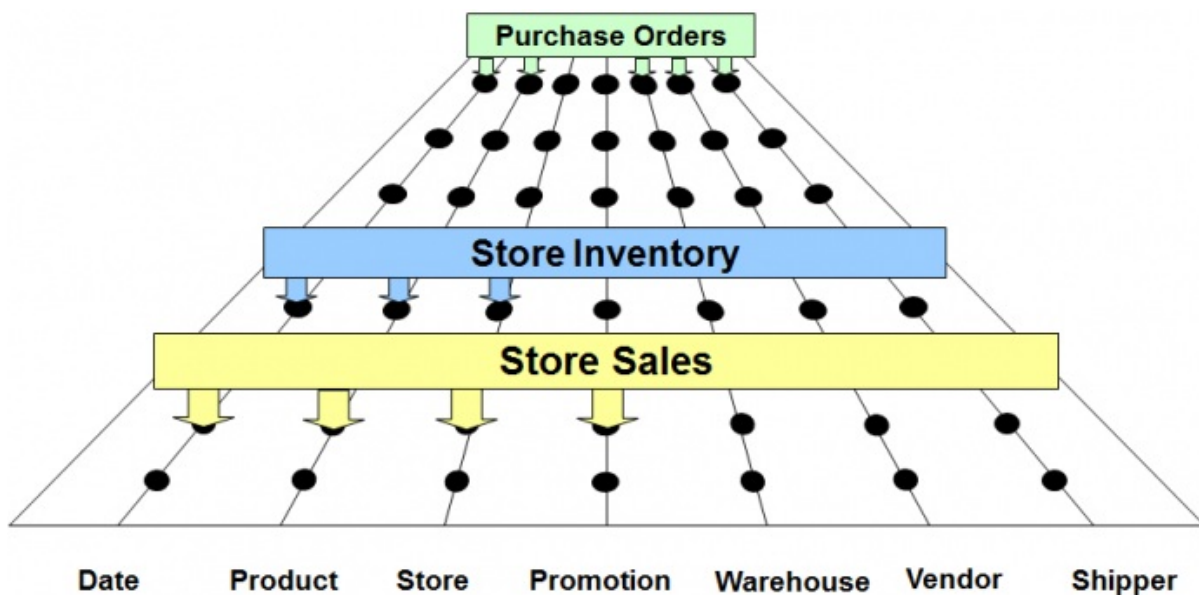 Purchase Orders
Store Inventory
Store Sales
Date Product Store Promotion Warehouse Vendor Shipper